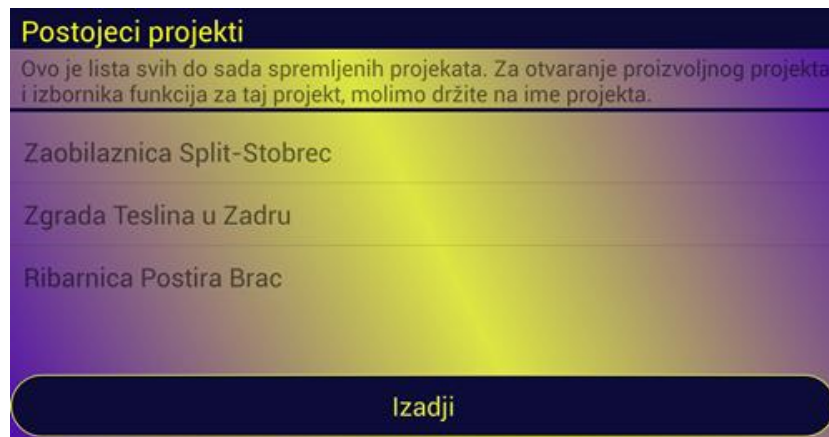 Postojeci projekti
Ovo je lista svih do sada spremljenih projekata. Za otvaranje proizvoljnog projekta
i izbornika funkcija za taj projekt, molimo držite na ime projekta.
Zaobilaznica Split-Stobrec
Zgrada Teslina u Zadru
Ribarnica Postira Brac
Izadji